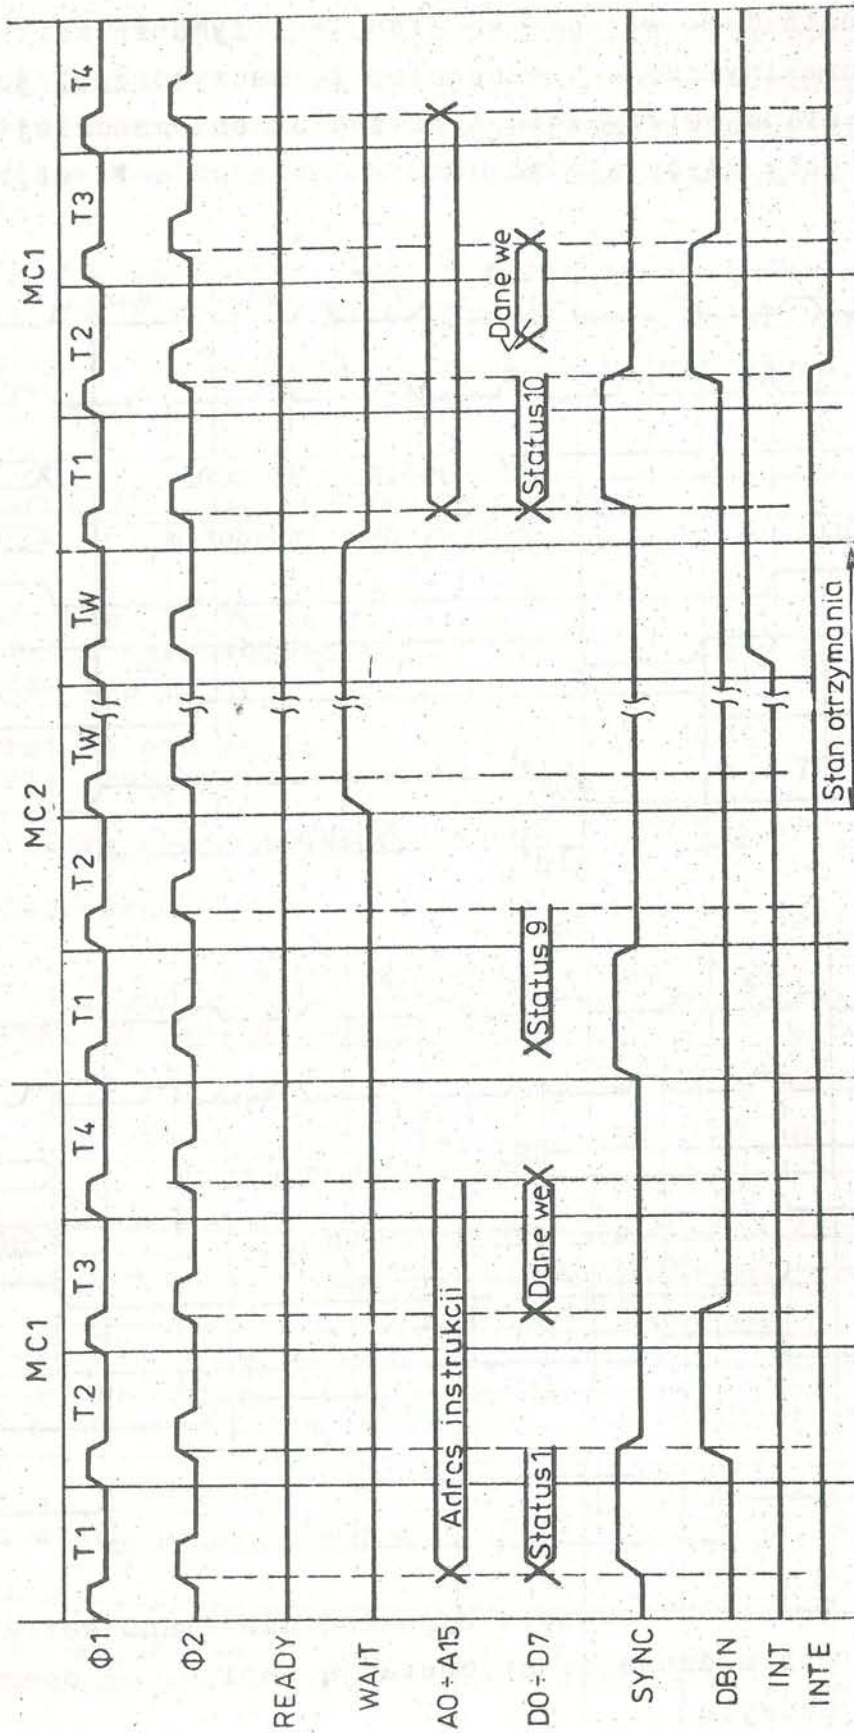 MC1 MC2 MC1
T1 T2 T3 T4 T1 T2 TW TW T1 T2 T3 T4
Φ1
Φ2
READY
WAIT
A0÷A15 Adres instrukcji
D0÷D7 Status1 Dane we Status 9 Status10 Dane we
SYNC
DBIN
INT
INTE
Stan otrzymania